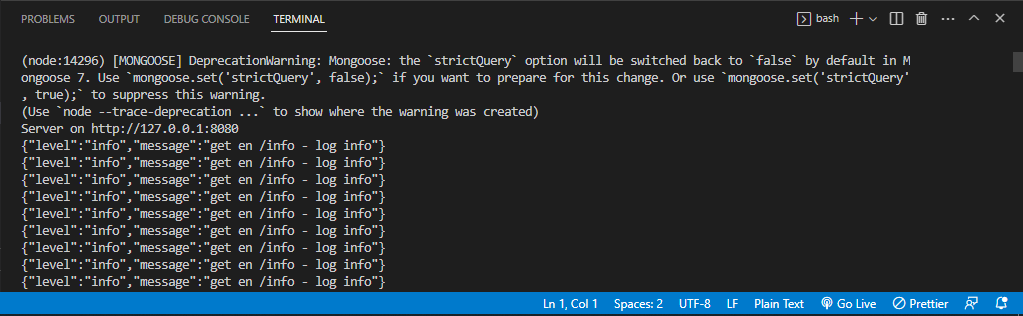 PROBLEMS OUTPUT DEBUG CONSOLE TERMINAL bash
(node:14296) [MONGOOSE] DeprecationWarning: Mongoose: the `strictQuery` option will be switched back to `false` by default in M
ongoose 7. Use `mongoose.set('strictQuery', false);` if you want to prepare for this change. Or use `mongoose.set('strictQuery'
, true);` to suppress this warning.
(Use `node --trace-deprecation ...` to show where the warning was created)
Server on http://127.0.0.1:8080
{"level":"info","message":"get en /info - log info"}
{"level":"info","message":"get en /info - log info"}
{"level":"info","message":"get en /info - log info"}
{"level":"info","message":"get en /info - log info"}
{"level":"info","message":"get en /info - log info"}
{"level":"info","message":"get en /info - log info"}
{"level":"info","message":"get en /info - log info"}
{"level":"info","message":"get en /info - log info"}
{"level":"info","message":"get en /info - log info"}
Ln 1, Col 1 Spaces: 2 UTF-8 LF Plain Text Go Live Prettier